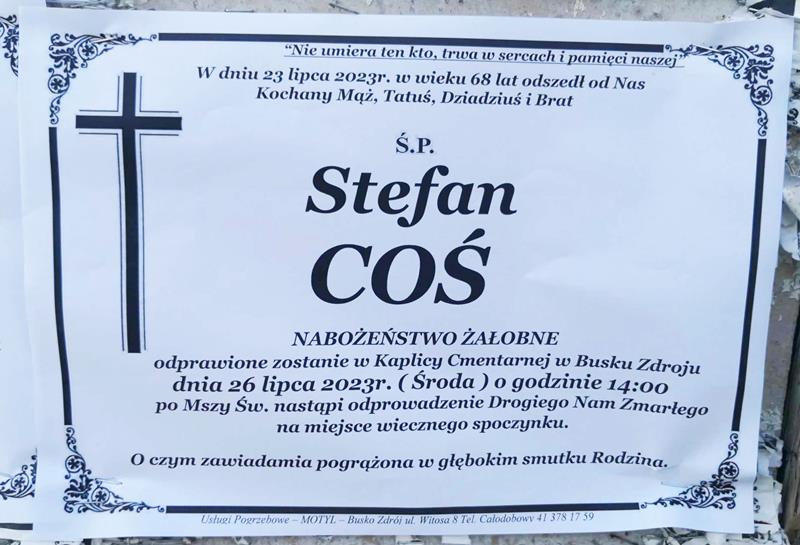 “Nie umiera ten kto, trwa w sercach i pamięci naszej”
W dniu 23 lipca 2023r. w wieku 68 lat odszedł od Nas
Kochany Mąż, Tatuś, Dziadziuś i Brat
Ś.P.
Stefan
COŚ
NABOŻEŃSTWO ŻAŁOBNE
odprawione zostanie w Kaplicy Cmentarnej w Busku Zdroju
dnia 26 lipca 2023r. ( Środa ) o godzinie 14:00
po Mszy Św. nastąpi odprowadzenie Drogiego Nam Zmarłego
na miejsce wiecznego spoczynku.
O czym zawiadamia pogrążona w głębokim smutku Rodzina.
Usługi Pogrzebowe – MOTYL – Busko Zdrój ul. Witosa 8 Tel. Całodobowy 41 378 17 59